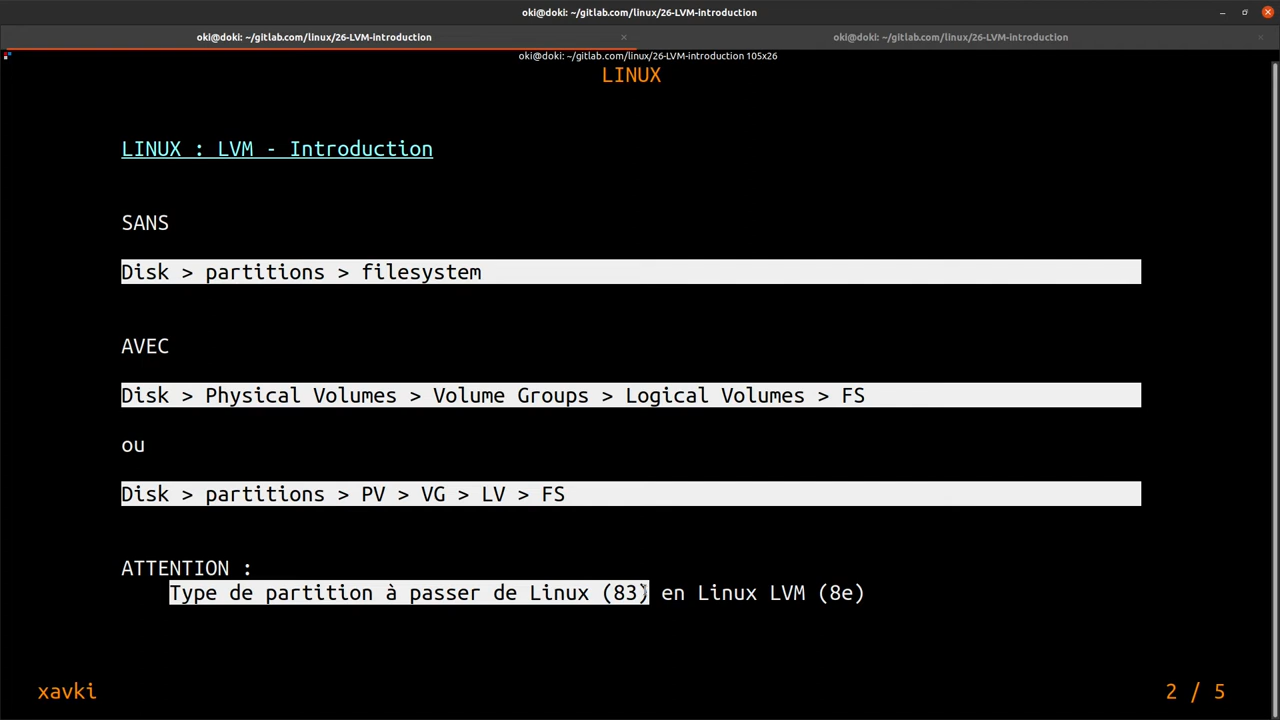 oki@doki: ~/gitlab.com/linux/26-LVM-introduction
oki@doki: ~/gitlab.com/linux/26-LVM-introduction
oki@doki: ~/gitlab.com/linux/26-LVM-introduction
oki@doki: ~/gitlab.com/linux/26-LVM-introduction 105x26
LINUX
LINUX : LVM - Introduction
SANS
Disk > partitions > filesystem
AVEC
Disk > Physical Volumes > Volume Groups > Logical Volumes > FS
ou
Disk > partitions > PV > VG > LV > FS
ATTENTION :
Type de partition à passer de Linux (83) en Linux LVM (8e)
xavki
2 / 5